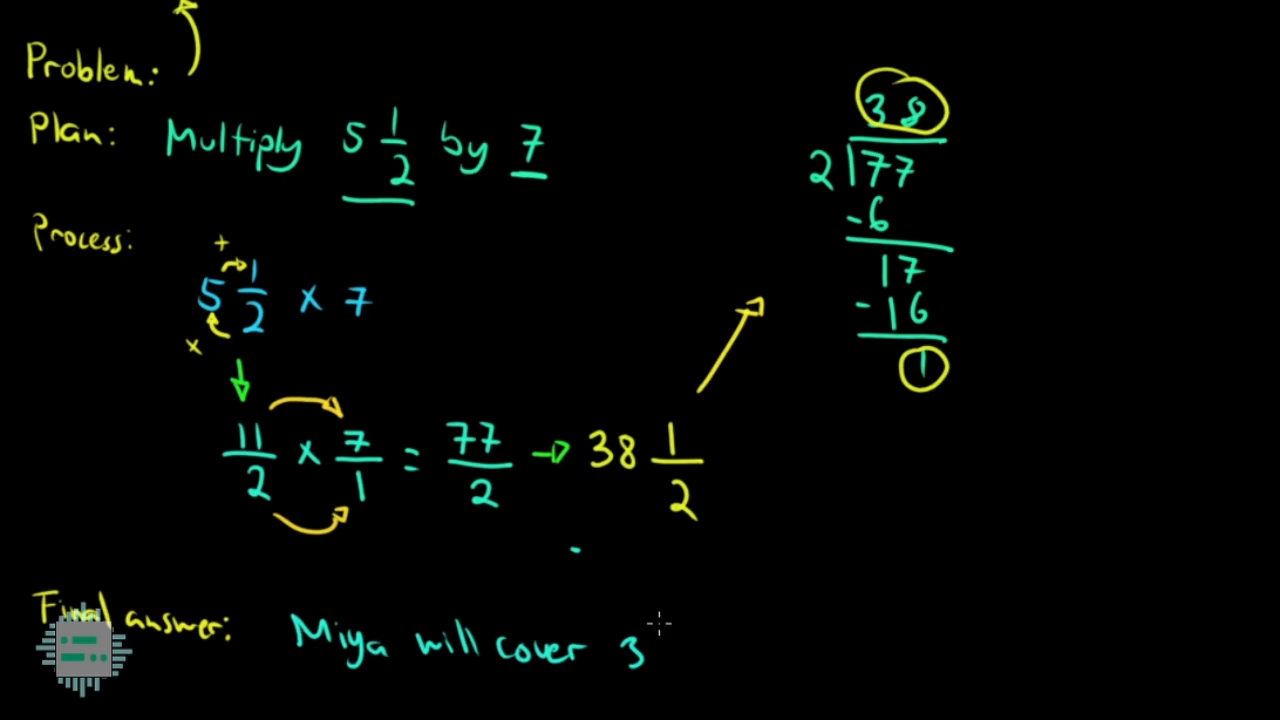 Problem:
Plan: Multiply 5 1/2 by 7
Process:
+
5 1/2 x 7
x
11/2 x 7/1 = 77/2 → 38 1/2
38
2 77
-6
17
-16
1
Final answer: Miya will cover 3